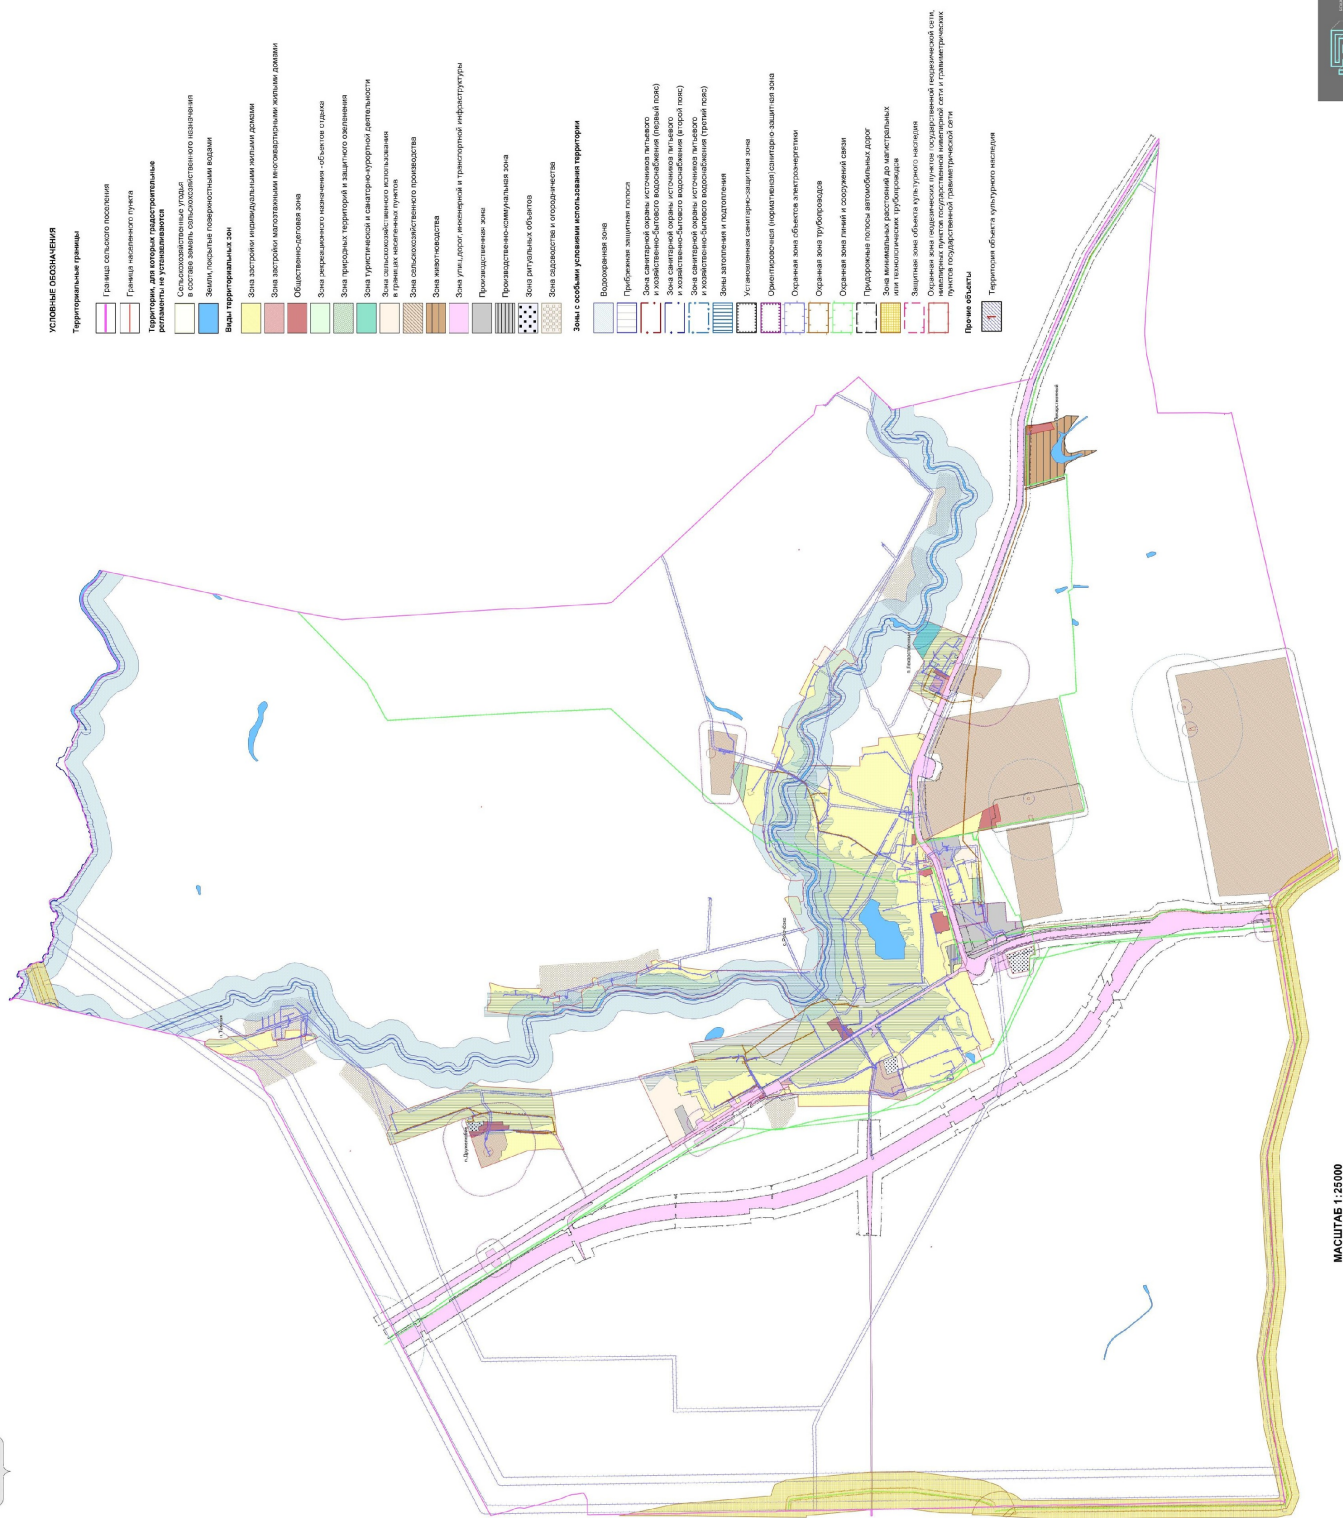 УСЛОВНЫЕ ОБОЗНАЧЕНИЯ
Территориальные границы
Граница сельского поселения
Граница населенного пункта
Территории, для которых градостроительные
регламенты не устанавливаются
Сельскохозяйственные угодья
в составе земель сельскохозяйственного назначения
Земли, покрытые поверхностными водами
Виды территориальных зон
Зона застройки индивидуальными жилыми домами
Зона застройки малоэтажными многоквартирными жилыми домами
Общественно-деловая зона
Зона рекреационного назначения - объектов отдыха
Зона природных территорий и защитного озеленения
Зона туристической и санаторно-курортной деятельности
Зона сельскохозяйственного использования
в границах населенных пунктов
Зона сельскохозяйственного производства
Зона животноводства
Зона улиц, дорог, инженерной и транспортной инфраструктуры
Производственная зона
Производственно-коммунальная зона
Зона ритуальных объектов
Зона садоводства и огородничества
Зоны с особыми условиями использования территории
Водоохранная зона
Прибрежная защитная полоса
Зона санитарной охраны источников питьевого
и хозяйственно-бытового водоснабжения (первый пояс)
Зона санитарной охраны источников питьевого
и хозяйственно-бытового водоснабжения (второй пояс)
Зона санитарной охраны источников питьевого
и хозяйственно-бытового водоснабжения (третий пояс)
Зоны затопления и подтопления
Установленная санитарно-защитная зона
Ориентировочная (нормативная) санитарно-защитная зона
Охранная зона объектов электроэнергетики
Охранная зона трубопроводов
Охранная зона линий и сооружений связи
Придорожные полосы автомобильных дорог
Зона минимальных расстояний до магистральных
или технологических трубопроводов
Защитная зона объекта культурного наследия
Охранная зона геодезических пунктов государственной геодезической сети,
нивелирных пунктов государственной нивелирной сети и гравиметрических
пунктов государственной гравиметрической сети
Прочие объекты
1
Территория объекта культурного наследия
МАСШТАБ 1:25000